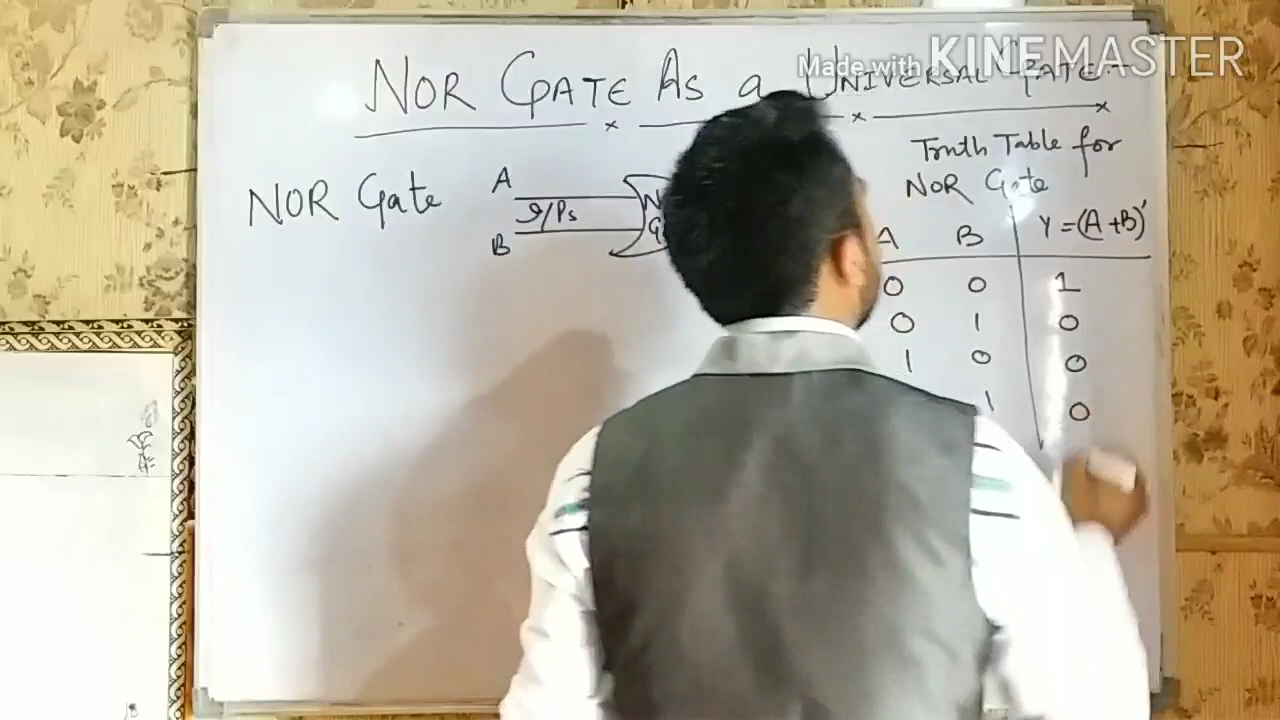 Made with KINEMASTER
NOR GATE AS a UNIVERSAL GATE:-
Truth Table for
NOR Gate
NOR Gate
A
I/Ps
B
N
G
A B Y = (A + B)'
0 0 1
0 1 0
1 0 0
1 0